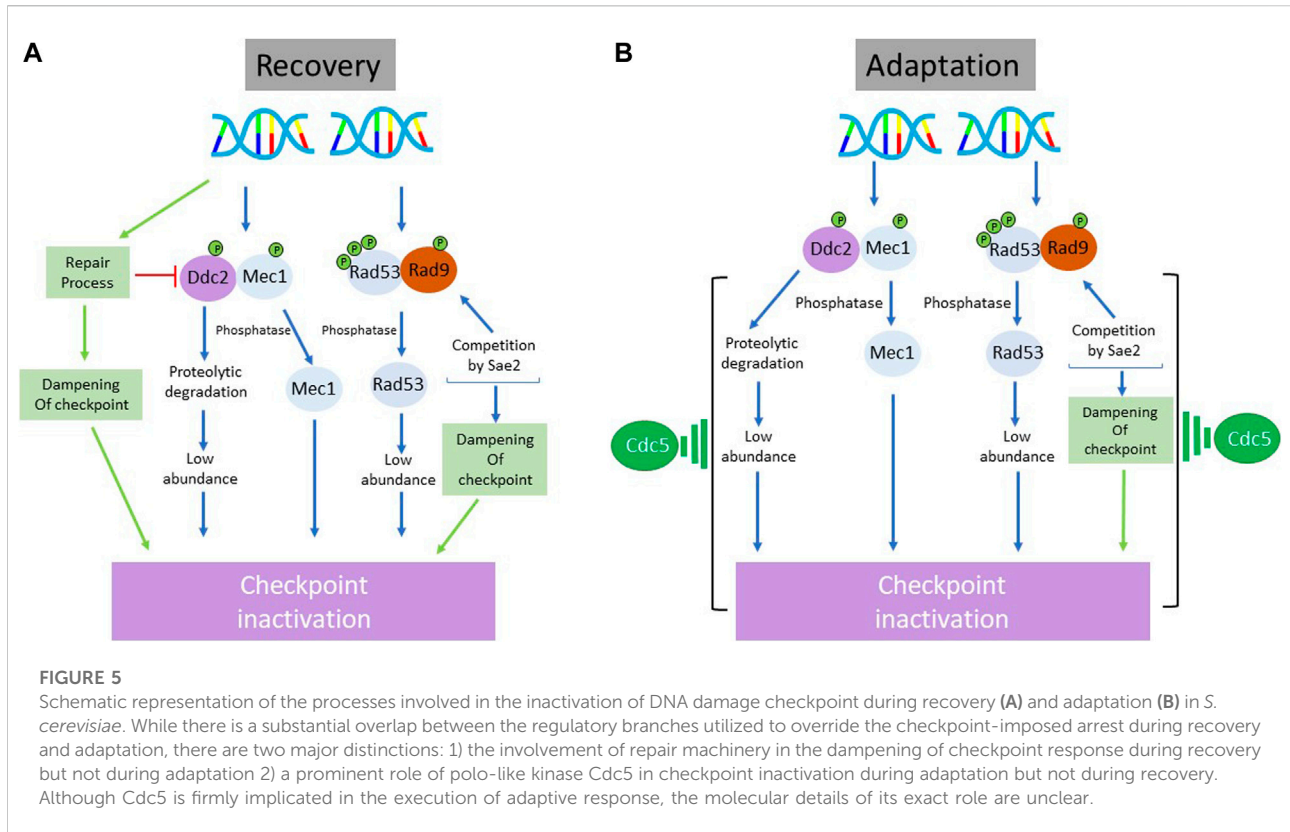 A
Recovery
P
P
P
P
P
P
Repair
Process
Ddc2
Mec1
Rad53
Rad9
Phosphatase
Phosphatase
Proteolytic
degradation
Mec1
Rad53
Competition
by Sae2
Dampening
Of checkpoint
Low
abundance
Low
abundance
Dampening
Of
checkpoint
Checkpoint
inactivation
B
Adaptation
P
P
P
P
P
P
Ddc2
Mec1
Rad53
Rad9
Phosphatase
Phosphatase
Proteolytic
degradation
Mec1
Rad53
Competition
by Sae2
Cdc5
Low
abundance
Low
abundance
Dampening
Of
checkpoint
Cdc5
Checkpoint
inactivation
FIGURE 5
Schematic representation of the processes involved in the inactivation of DNA damage checkpoint during recovery (A) and adaptation (B) in S.
cerevisiae. While there is a substantial overlap between the regulatory branches utilized to override the checkpoint-imposed arrest during recovery
and adaptation, there are two major distinctions: 1) the involvement of repair machinery in the dampening of checkpoint response during recovery
but not during adaptation 2) a prominent role of polo-like kinase Cdc5 in checkpoint inactivation during adaptation but not during recovery.
Although Cdc5 is firmly implicated in the execution of adaptive response, the molecular details of its exact role are unclear.